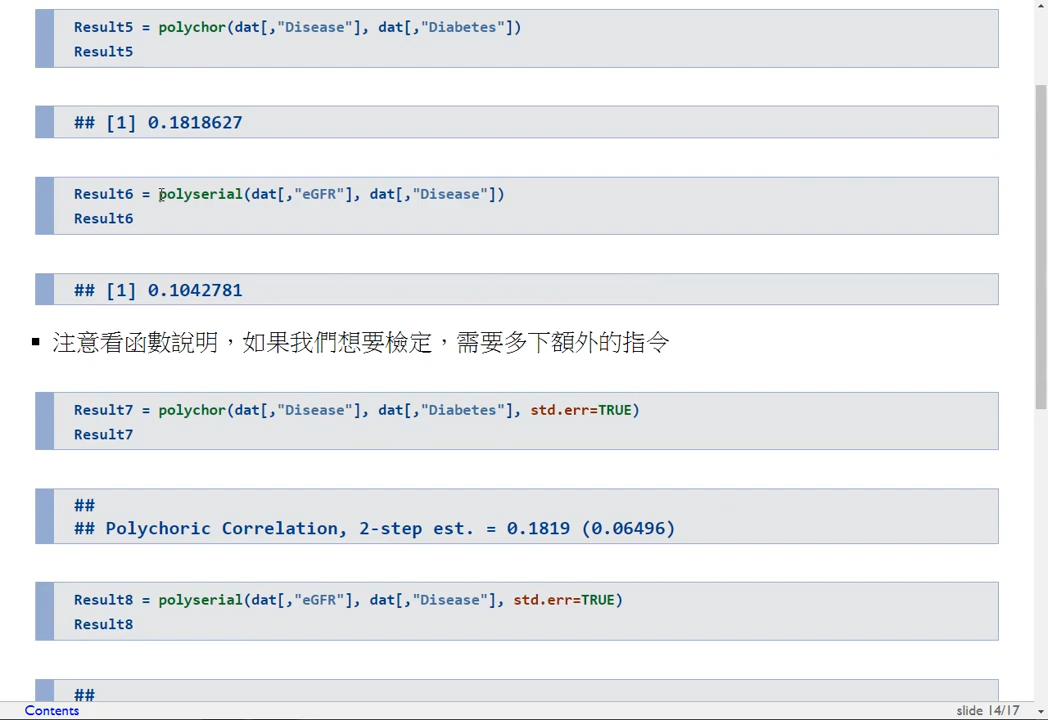 Result5 = polychor(dat[,"Disease"], dat[,"Diabetes"])
Result5
## [1] 0.1818627
Result6 = polyserial(dat[,"eGFR"], dat[,"Disease"])
Result6
## [1] 0.1042781
▪ 注意看函數說明，如果我們想要檢定，需要多下額外的指令
Result7 = polychor(dat[,"Disease"], dat[,"Diabetes"], std.err=TRUE)
Result7
##
## Polychoric Correlation, 2-step est. = 0.1819 (0.06496)
Result8 = polyserial(dat[,"eGFR"], dat[,"Disease"], std.err=TRUE)
Result8
##
Contents
slide 14/17